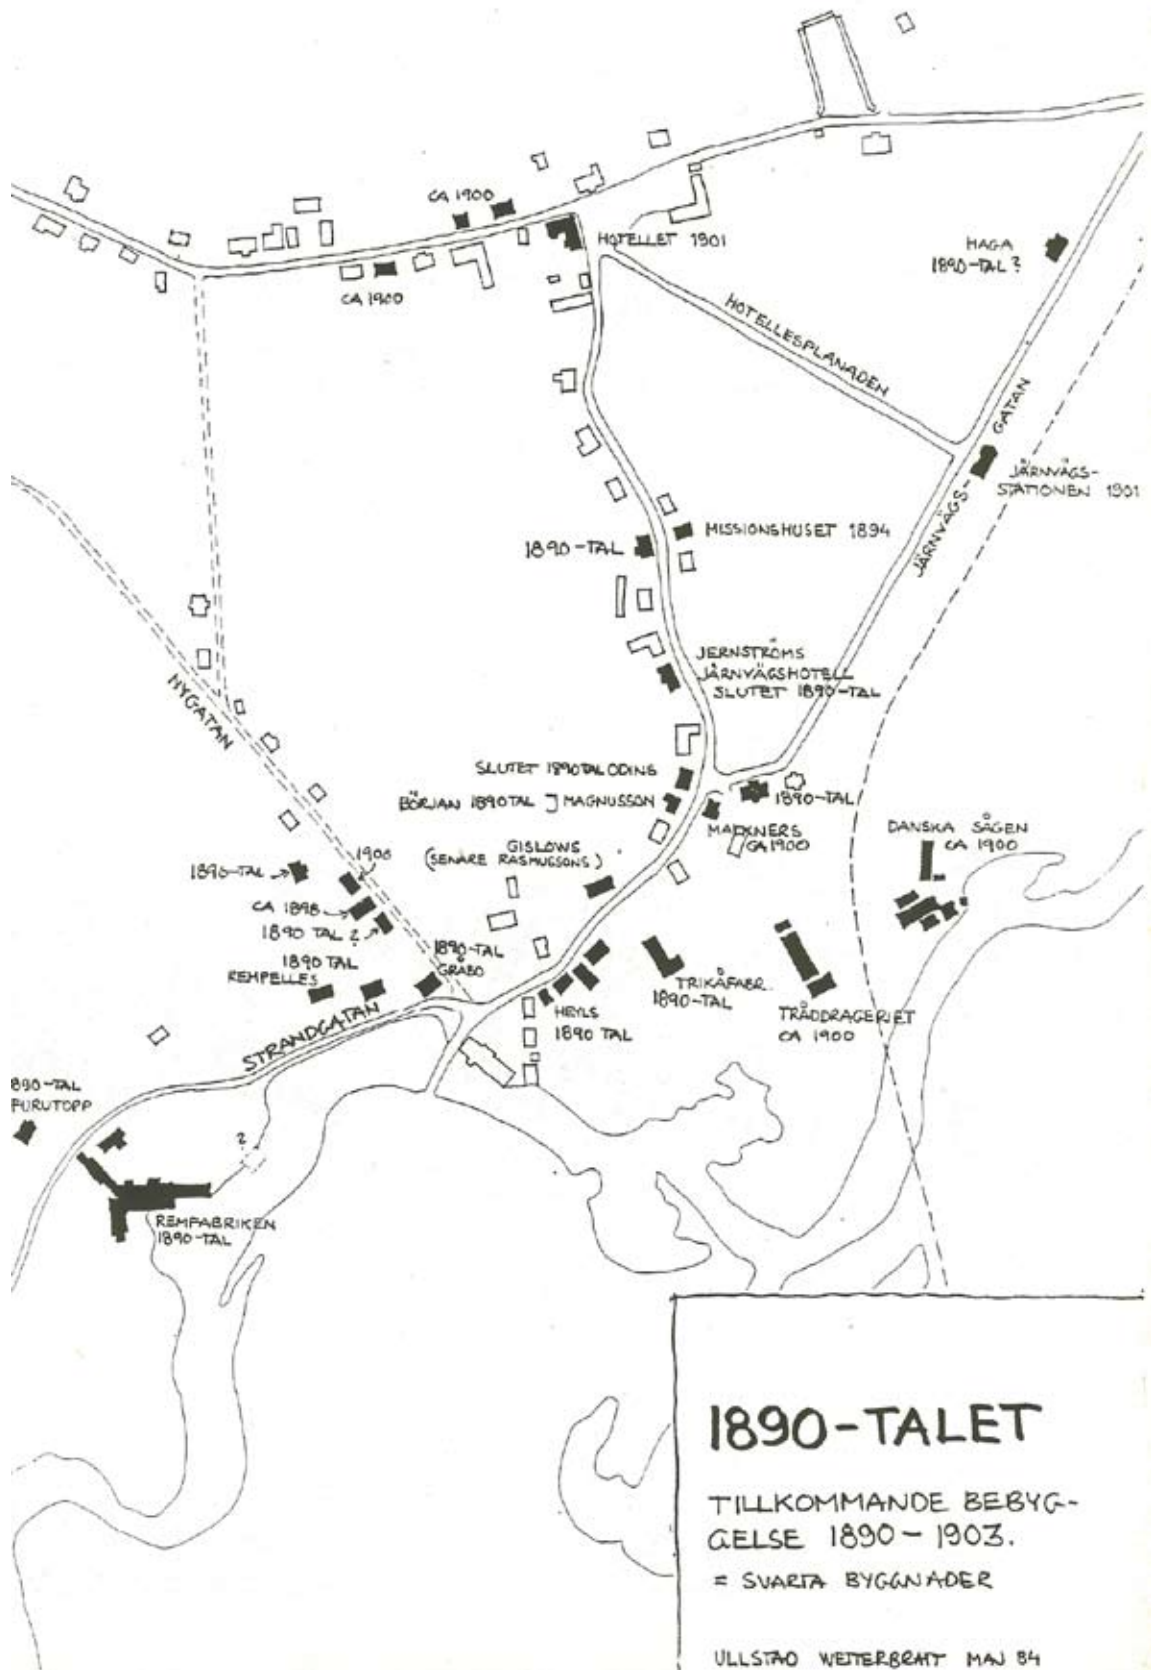 CA 1900
HOTELLET 1901
HAGA
1890-TAL?
CA 1900
HOTELLESPLANADEN
JÄRNVÄGS-
GATAN
JÄRNVÄGS-
STATIONEN 1901
MISSIONSHUSET 1894
1890-TAL
JERNSTRÖMS
JÄRNVÄGSHOTELL
SLUTET 1890-TAL
NYGATAN
SLUTET 1890TAL ODING
BÖRJAN 1890TAL J MAGNUSSON
1890-TAL
MARKNERS
CA 1900
DANSKA SÅGEN
CA 1900
GISLOWS
(SENARE RASMUSSONS)
1890-TAL
1900
CA 1898
1890 TAL ?
1890-TAL
GRÅBO
1890 TAL
REMPELLES
TRIKÅFABR.
1890-TAL
HEYLS
1890 TAL
TRÅDDRAGERIET
CA 1900
STRANDGATAN
890-TAL
FURUTOPP
?
REMFABRIKEN
1890-TAL
1890-TALET
TILLKOMMANDE BEBYG-
GELSE 1890-1903.
= SVARTA BYGGNADER
ULLSTAD WETTERBRATT MAJ 84